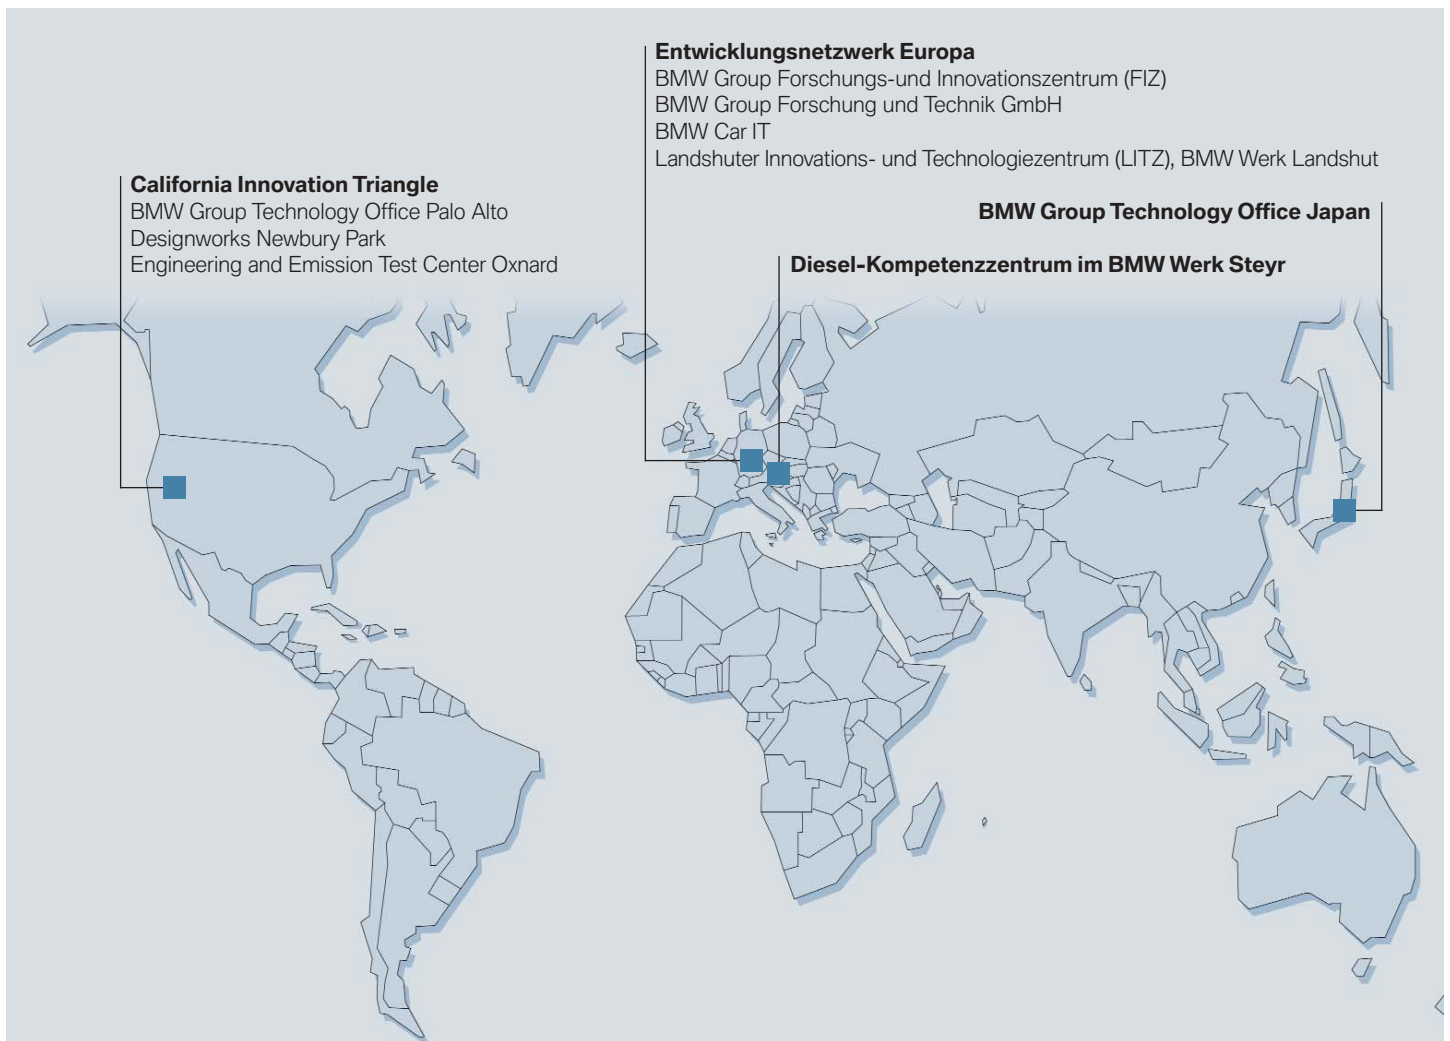 Entwicklungsnetzwerk Europa
BMW Group Forschungs-und Innovationszentrum (FIZ)
BMW Group Forschung und Technik GmbH
BMW Car IT
Landshuter Innovations- und Technologiezentrum (LITZ), BMW Werk Landshut
California Innovation Triangle
BMW Group Technology Office Palo Alto
Designworks Newbury Park
Engineering and Emission Test Center Oxnard
BMW Group Technology Office Japan
Diesel-Kompetenzzentrum im BMW Werk Steyr